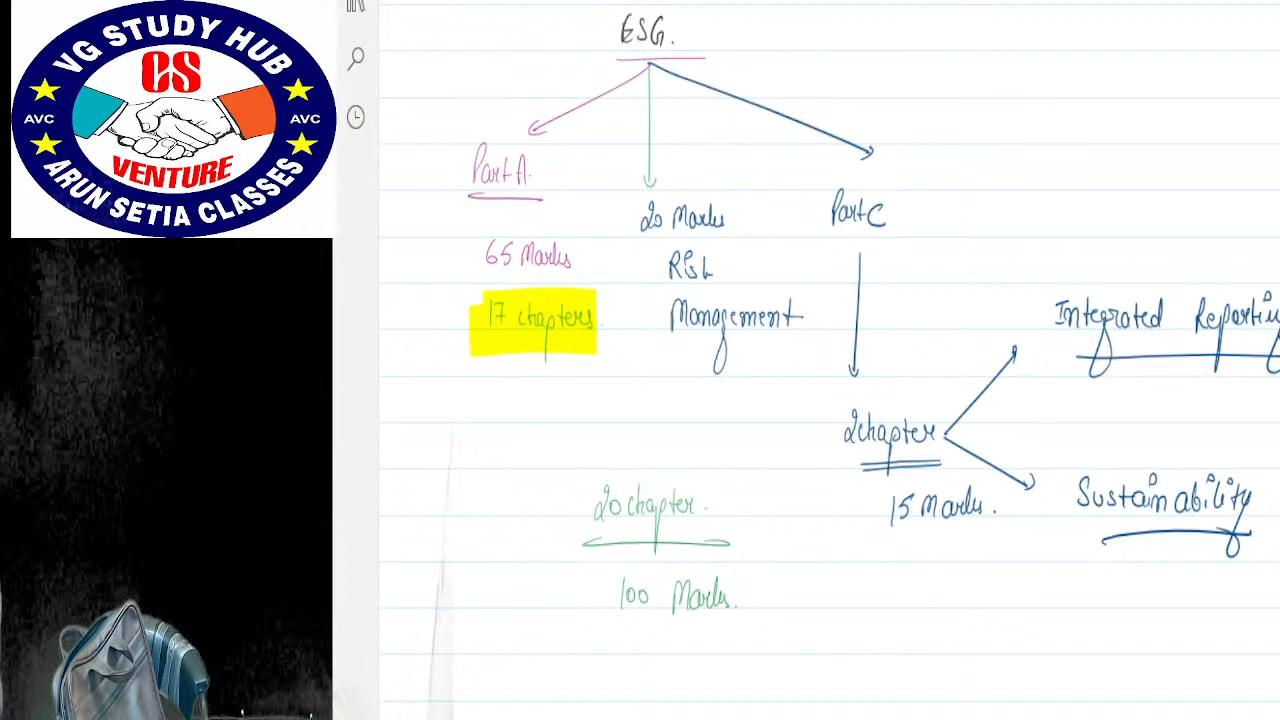 VG STUDY HUB
CS
AVC
AVC
VENTURE
ARUN SETIA CLASSES
ESG.
Part A.
65 Marks
17 chapters.
20 Marks
Risk
Management
Part C
2 chapter
15 Marks.
Integrated Reportin
Sustainability
20 chapter.
100 Marks.